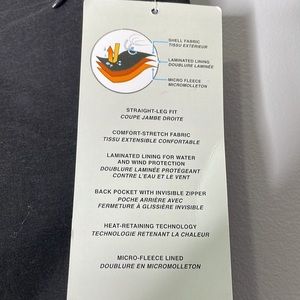 SHELL FABRIC
TISSU EXTÉRIEUR
LAMINATED LINING
DOUBLURE LAMINÉE
MICRO FLEECE
MICROMOLLETON
STRAIGHT-LEG FIT
COUPE JAMBE DROITE
COMFORT-STRETCH FABRIC
TISSU EXTENSIBLE CONFORTABLE
LAMINATED LINING FOR WATER
AND WIND PROTECTION
DOUBLURE LAMINÉE PROTÉGEANT
CONTRE L'EAU ET LE VENT
BACK POCKET WITH INVISIBLE ZIPPER
POCHE ARRIÈRE AVEC
FERMETURE À GLISSIÈRE INVISIBLE
HEAT-RETAINING TECHNOLOGY
TECHNOLOGIE RETENANT LA CHALEUR
MICRO-FLEECE LINED
DOUBLURE EN MICROMOLLETON